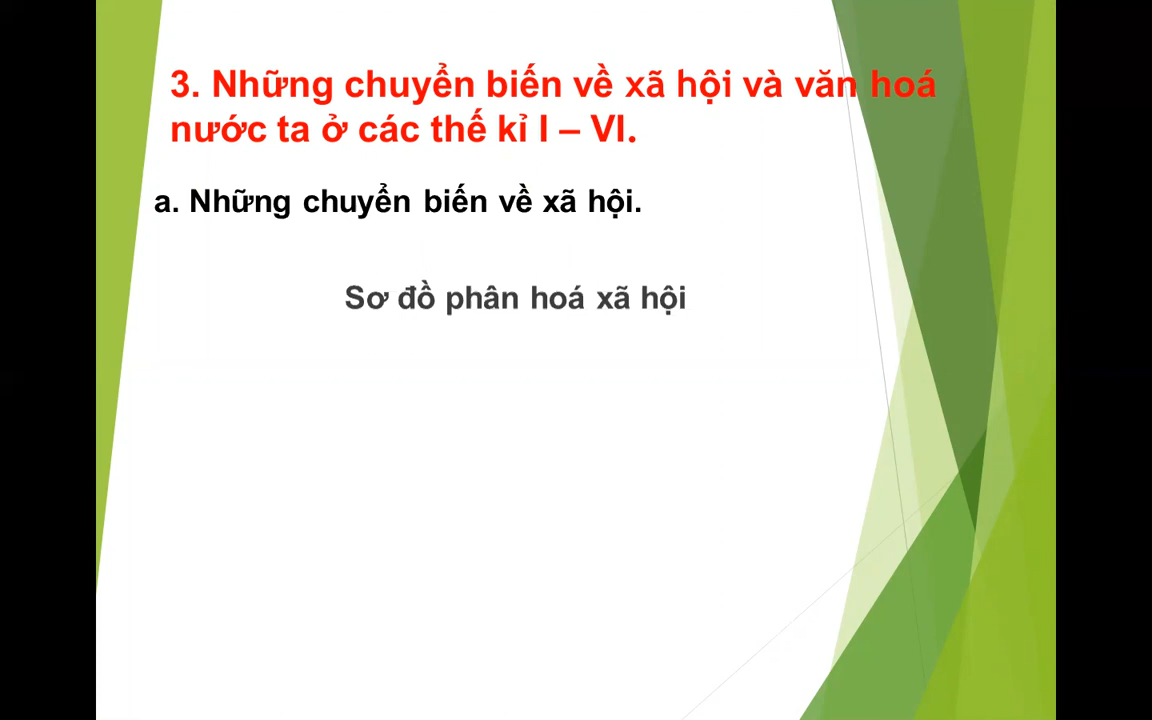 3. Những chuyển biến về xã hội và văn hoá
nước ta ở các thế kỉ I – VI.
a. Những chuyển biến về xã hội.
Sơ đồ phân hoá xã hội